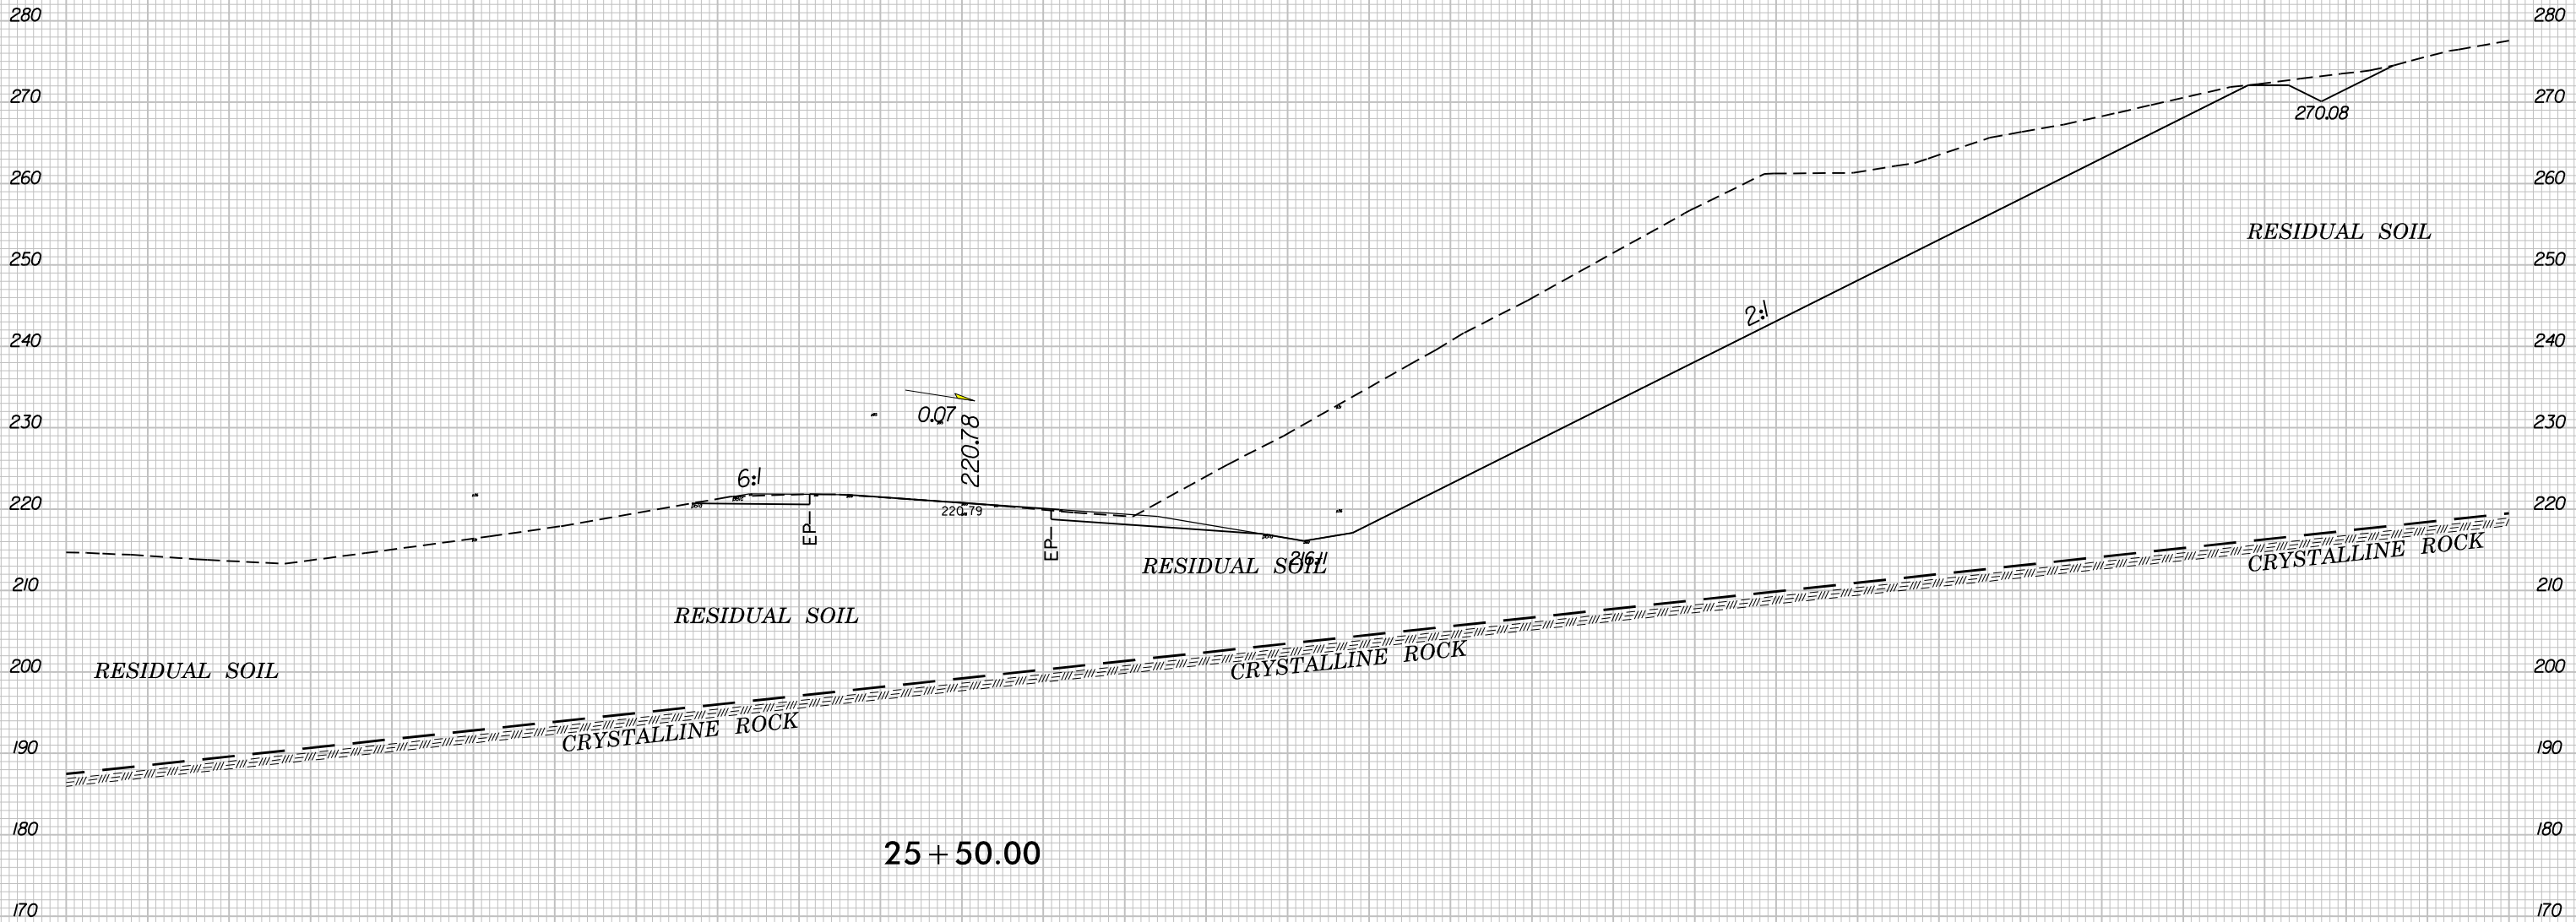 280 280
270 270
270.08
260 260
RESIDUAL SOIL
250 250
2:1
240 240
0.07
230 230
220.78
6:1
220 220
220.79
EP
EP
216.11
RESIDUAL SOIL
CRYSTALLINE ROCK
210 210
RESIDUAL SOIL
200 200
RESIDUAL SOIL
CRYSTALLINE ROCK
CRYSTALLINE ROCK
190 190
180 180
25+50.00
170 170